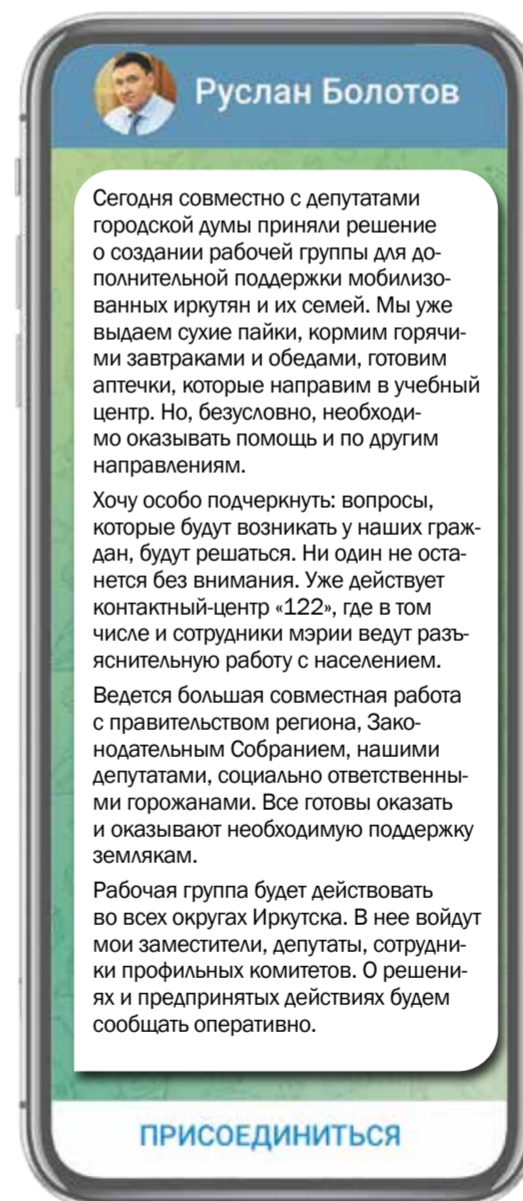 Руслан Болотов
Сегодня совместно с депутатами
городской думы приняли решение
о создании рабочей группы для до-
полнительной поддержки мобилизо-
ванных иркутян и их семей. Мы уже
выдаем сухие пайки, кормим горячи-
ми завтраками и обедами, готовим
аптечки, которые направим в учебный
центр. Но, безусловно, необходи-
мо оказывать помощь и по другим
направлениям.
Хочу особо подчеркнуть: вопросы,
которые будут возникать у наших граж-
дан, будут решаться. Ни один не оста-
нется без внимания. Уже действует
контактный-центр «122», где в том
числе и сотрудники мэрии ведут разъ-
яснительную работу с населением.
Ведется большая совместная работа
с правительством региона, Зако-
нодательным Собранием, нашими
депутатами, социально ответственны-
ми горожанами. Все готовы оказать
и оказывают необходимую поддержку
землякам.
Рабочая группа будет действовать
во всех округах Иркутска. В нее войдут
мои заместители, депутаты, сотрудни-
ки профильных комитетов. О решени-
ях и предпринятых действиях будем
сообщать оперативно.
ПРИСОЕДИНИТЬСЯ